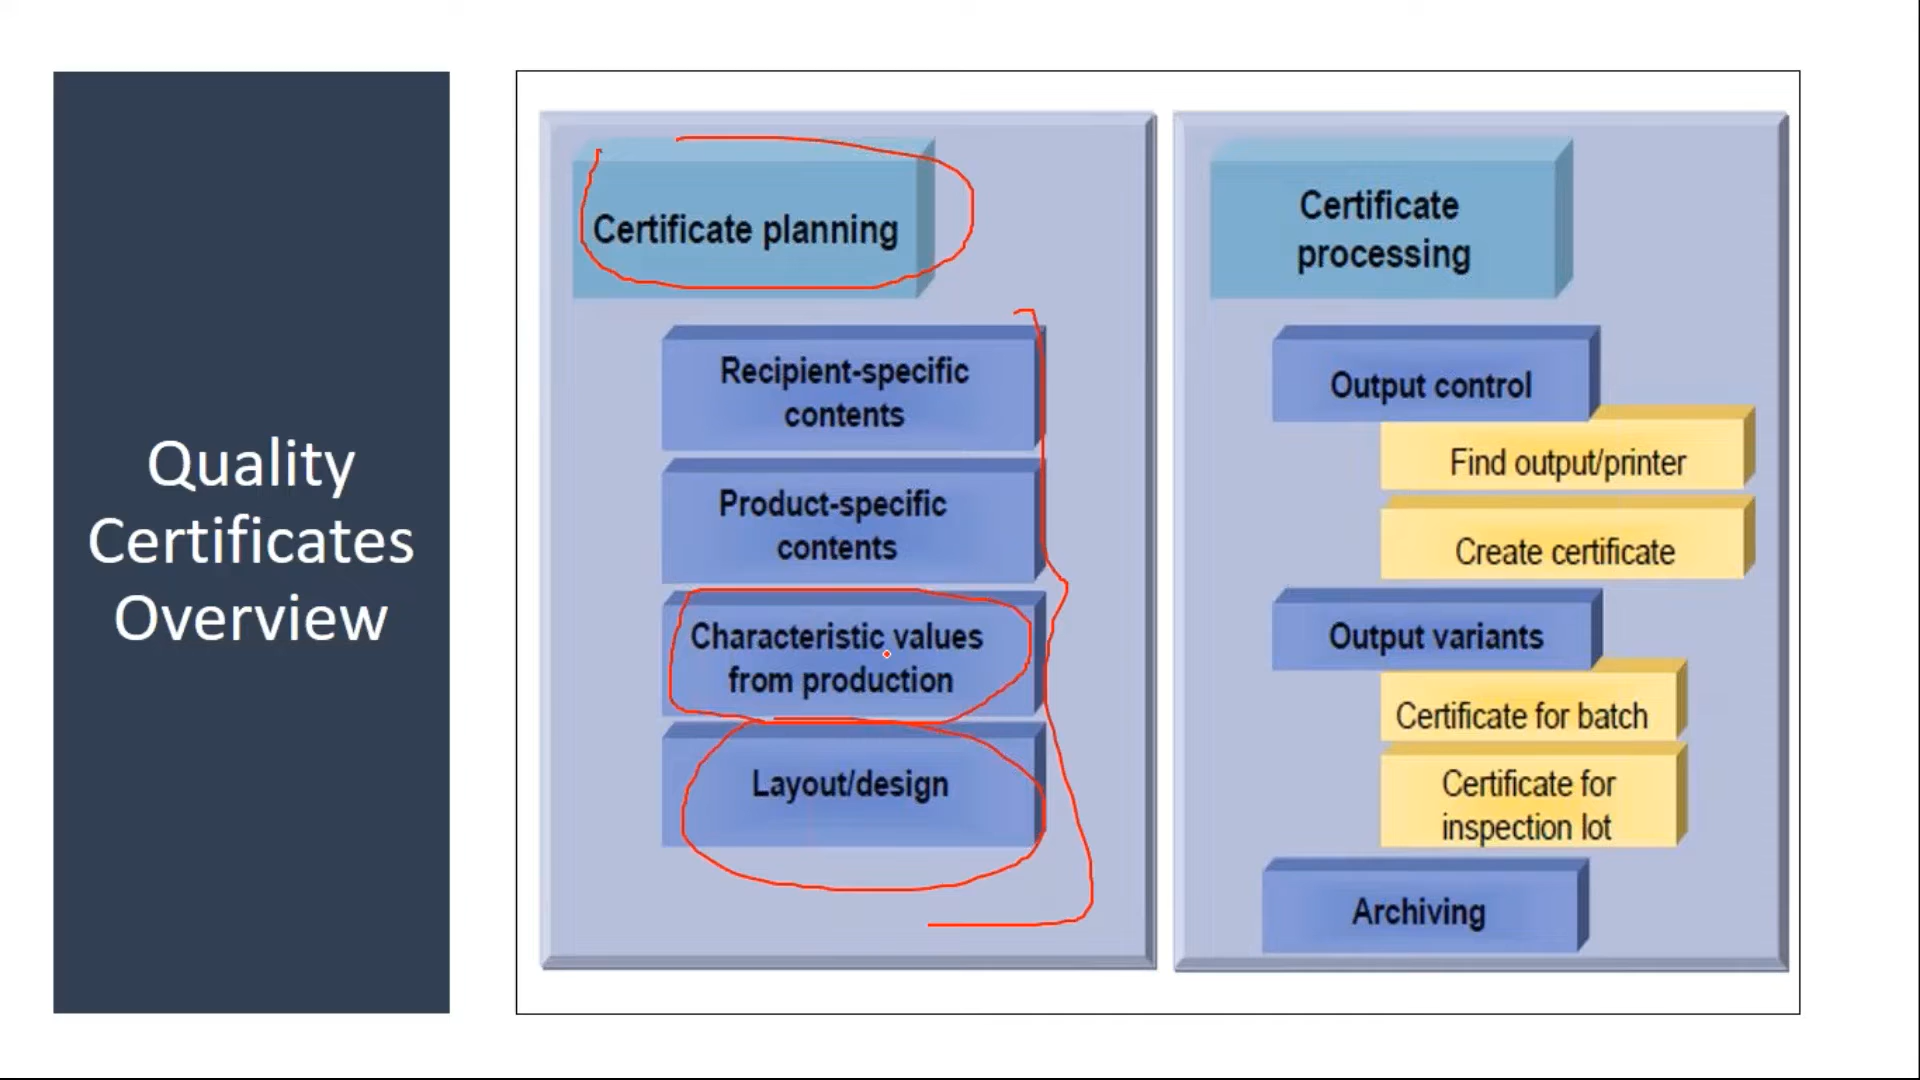 Quality
Certificates
Overview
Certificate planning
Recipient-specific
contents
Product-specific
contents
Characteristic values
from production
Layout/design
Certificate
processing
Output control
Find output/printer
Create certificate
Output variants
Certificate for batch
Certificate for
inspection lot
Archiving